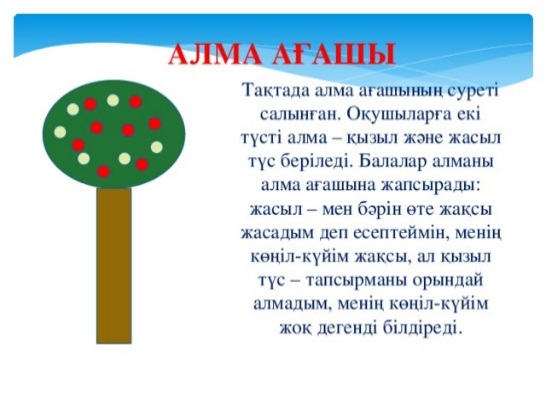 АЛМА АҒАШЫ
Тақтада алма ағашының суреті
салынған. Оқушыларға екі
түсті алма – қызыл және жасыл
түс беріледі. Балалар алманы
алма ағашына жапсырады:
жасыл – мен бәрін өте жақсы
жасадым деп есептеймін, менің
көңіл-күйім жақсы, ал қызыл
түс – тапсырманы орындай
алмадым, менің көңіл-күйім
жоқ дегенді білдіреді.